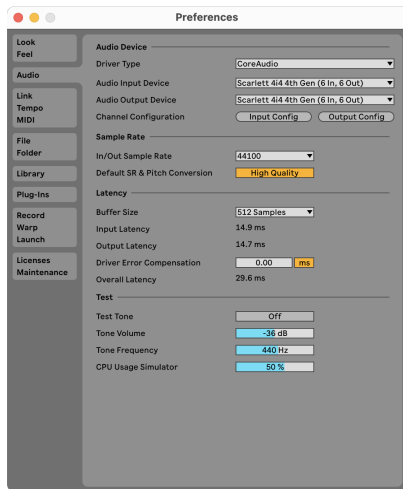 Preferences
Look
Feel
Audio
Link
Tempo
MIDI
File
Folder
Library
Plug-Ins
Record
Warp
Launch
Licenses
Maintenance
Audio Device
Driver Type CoreAudio
Audio Input Device Scarlett 4i4 4th Gen (6 In, 6 Out)
Audio Output Device Scarlett 4i4 4th Gen (6 In, 6 Out)
Channel Configuration Input Config Output Config
Sample Rate
In/Out Sample Rate 44100
Default SR & Pitch Conversion High Quality
Latency
Buffer Size 512 Samples
Input Latency 14.9 ms
Output Latency 14.7 ms
Driver Error Compensation 0.00 ms
Overall Latency 29.6 ms
Test
Test Tone Off
Tone Volume -36 dB
Tone Frequency 440 Hz
CPU Usage Simulator 50 %